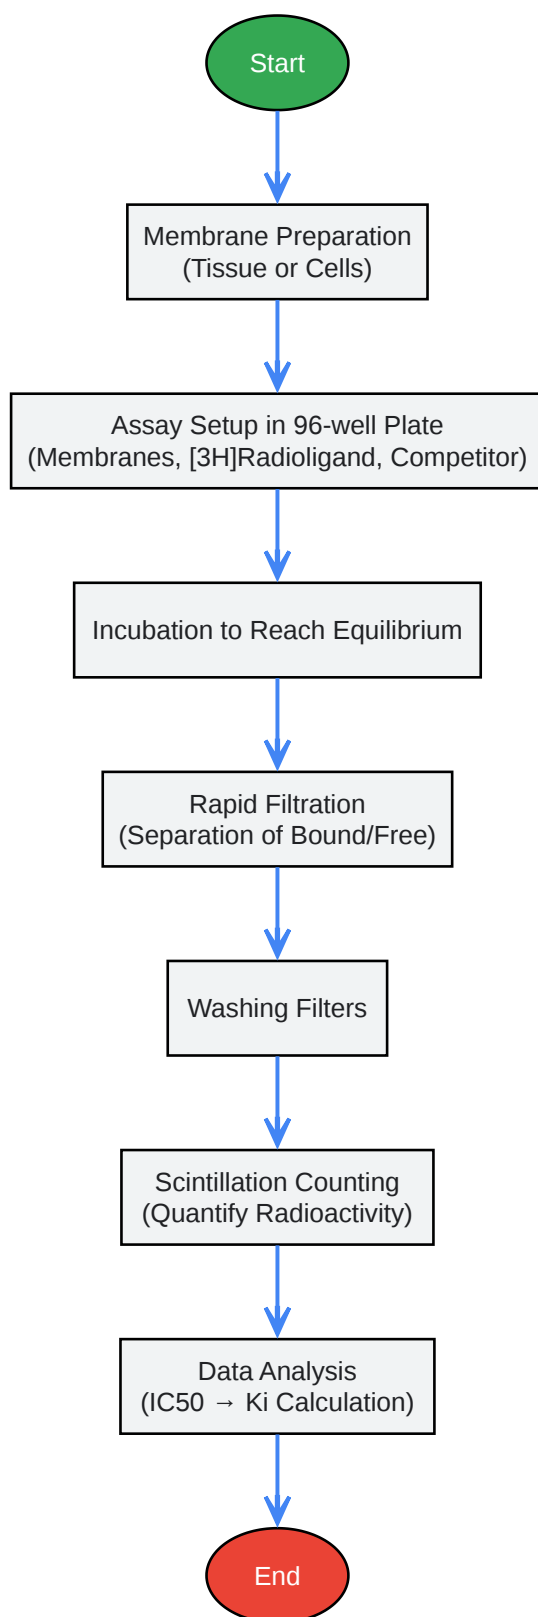 Start
Membrane Preparation
(Tissue or Cells)
Assay Setup in 96-well Plate
(Membranes, [3H]Radioligand, Competitor)
Incubation to Reach Equilibrium
Rapid Filtration
(Separation of Bound/Free)
Washing Filters
Scintillation Counting
(Quantify Radioactivity)
Data Analysis
(IC50 → Ki Calculation)
End